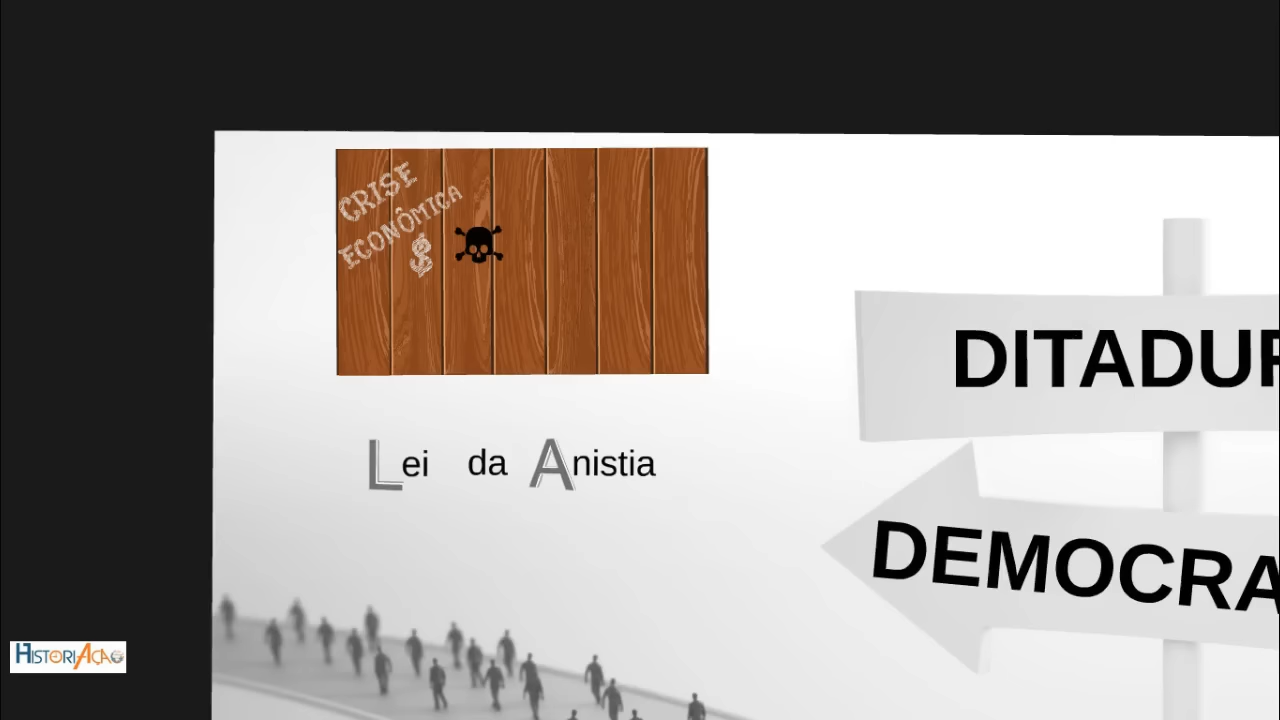 CRISE
ECONÔMICA
$
Lei da Anistia
DITADUR
DEMOCRA
HISTORIAÇÃO